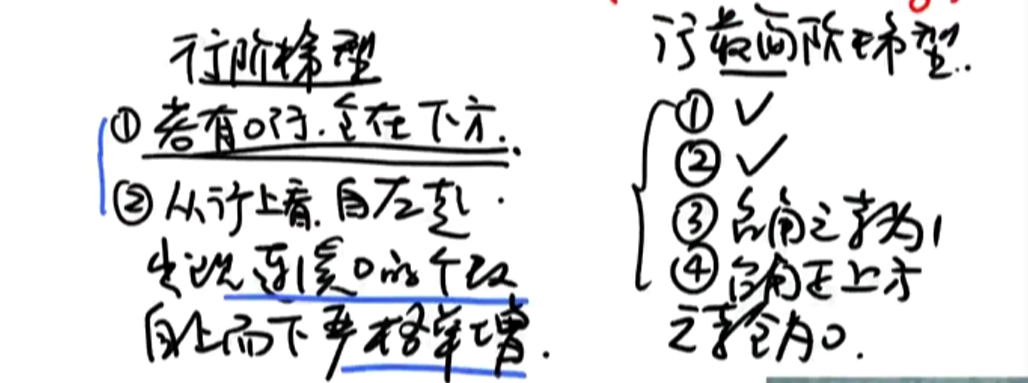 行阶梯型
①若有0行.全在下方.
②从行上看.自左起.
出现连续0的个数
自上而下严格单增.
行最简阶梯型..
①✓
②✓
③台角元素为1
④台角正上方
元素全为0.